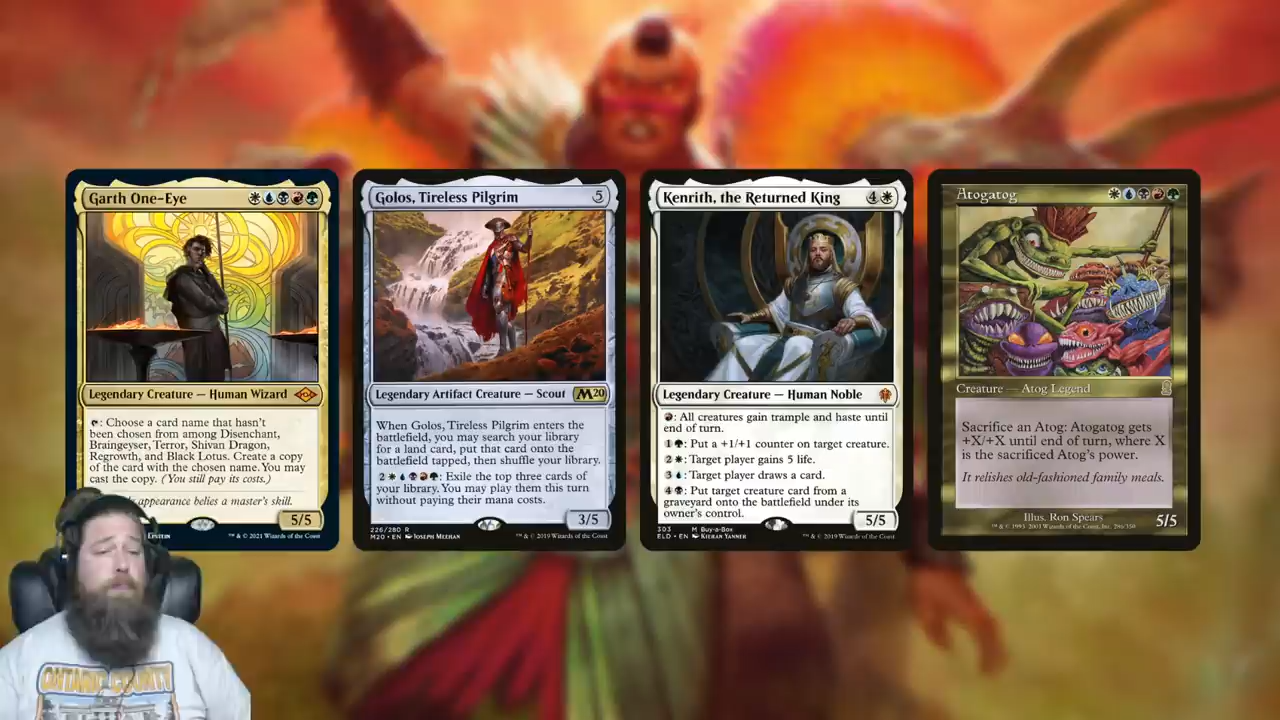 Garth One-Eye
Legendary Creature — Human Wizard
: Choose a card name that hasn't
been chosen from among Disenchant,
Braingeyser, Terror, Shivan Dragon,
Regrowth, and Black Lotus. Create a copy
of the card with the chosen name. You may
cast the copy. (You still pay its costs.)
appearance belies a master's skill.
5/5
™ & © 2021 Wizards of the Coast
Golos, Tireless Pilgrim 5
Legendary Artifact Creature — Scout M20
When Golos, Tireless Pilgrim enters the
battlefield, you may search your library
for a land card, put that card onto the
battlefield tapped, then shuffle your library.
2 : Exile the top three cards of
your library. You may play them this turn
without paying their mana costs.
3/5
226/280 R
M20 • EN Joseph Meehan
™ & © 2019 Wizards of the Coast
Kenrith, the Returned King 4
Legendary Creature — Human Noble
: All creatures gain trample and haste until
end of turn.
1 : Put a +1/+1 counter on target creature.
2 : Target player gains 5 life.
3 : Target player draws a card.
4 : Put target creature card from a
graveyard onto the battlefield under its
owner's control.
5/5
303 M Buy-a-Box
ELD • EN Kieran Yanner
™ & © 2019 Wizards of the Coast
Atogatog
Creature — Atog Legend
Sacrifice an Atog: Atogatog gets
+X/+X until end of turn, where X
is the sacrificed Atog's power.
It relishes old-fashioned family meals.
Illus. Ron Spears
5/5
ONTARIO COUNTY